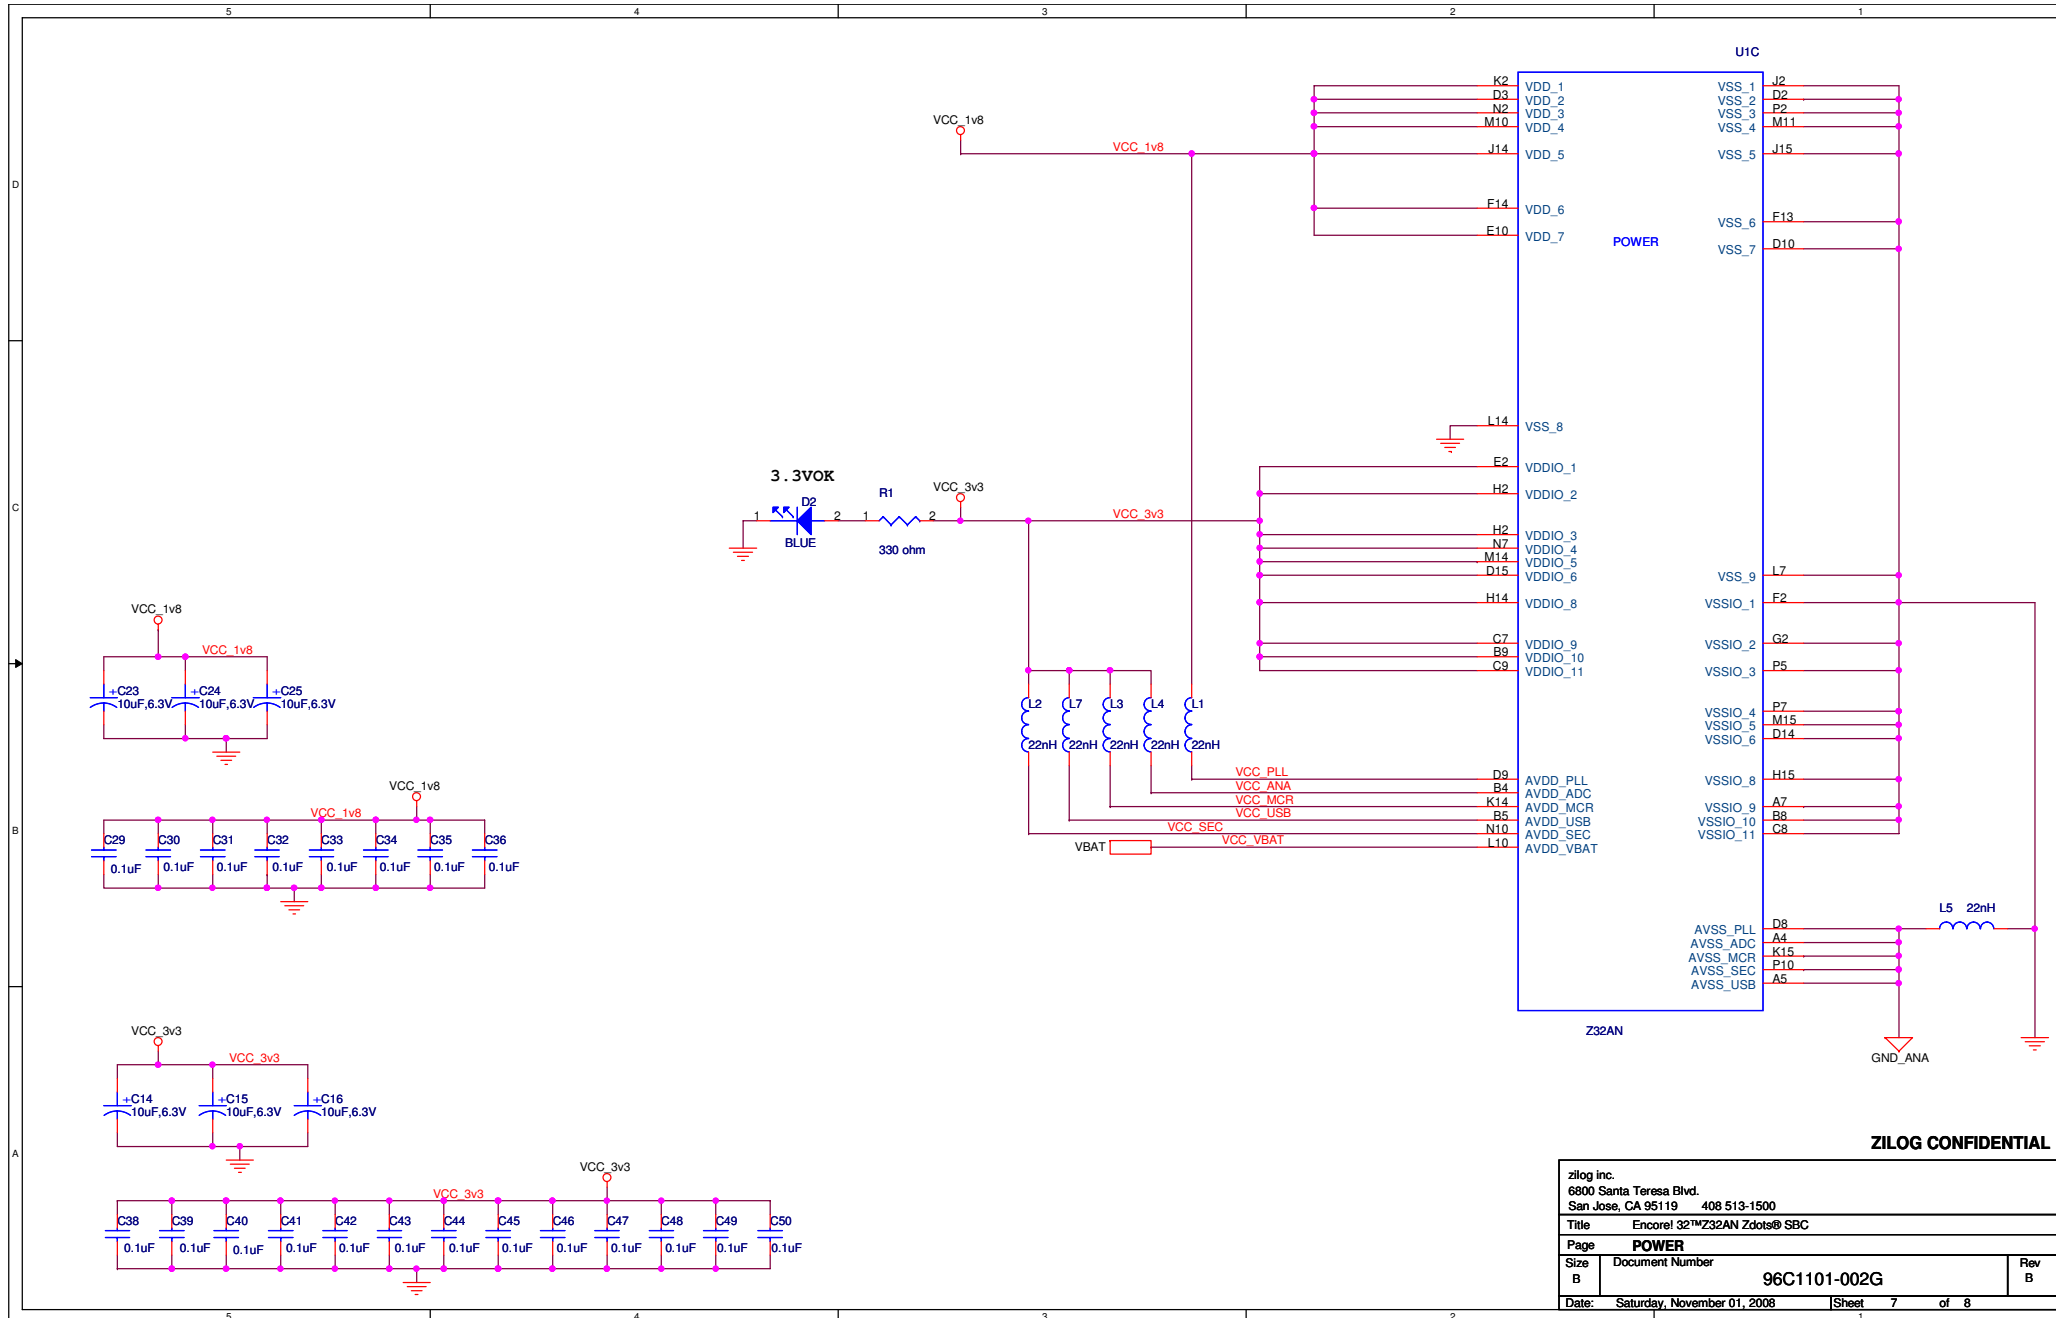 5 4 3 2 1
U1C
K2 VDD_1 VSS_1 J2
D3 VDD_2 VSS_2 D2
N2 VDD_3 VSS_3 P2
M10 VDD_4 VSS_4 M11
VCC_1v8
VCC_1v8
J14 VDD_5 VSS_5 J15
D
F14 VDD_6 VSS_6 F13
E10 VDD_7 POWER VSS_7 D10
L14 VSS_8
E2 VDDIO_1
3.3VOK
D2 R1 VCC_3v3
H2 VDDIO_2
C
1 2 1 2 VCC_3v3
BLUE 330 ohm
H2 VDDIO_3
N7 VDDIO_4
M14 VDDIO_5
D15 VDDIO_6 VSS_9 L7
H14 VDDIO_8 VSSIO_1 F2
C7 VDDIO_9 VSSIO_2 G2
B9 VDDIO_10
C9 VDDIO_11 VSSIO_3 P5
VCC_1v8
VCC_1v8
+C23 +C24 +C25
10uF,6.3V 10uF,6.3V 10uF,6.3V
L2 L7 L3 L4 L1
22nH 22nH 22nH 22nH 22nH
VSSIO_4 P7
VSSIO_5 M15
VSSIO_6 D14
VCC_PLL D9 AVDD_PLL VSSIO_8 H15
VCC_ANA B4 AVDD_ADC
VCC_MCR K14 AVDD_MCR VSSIO_9 A7
VCC_USB B5 AVDD_USB VSSIO_10 B8
VCC_SEC N10 AVDD_SEC VSSIO_11 C8
VBAT VCC_VBAT L10 AVDD_VBAT
VCC_1v8
VCC_1v8
B
C29 C30 C31 C32 C33 C34 C35 C36
0.1uF 0.1uF 0.1uF 0.1uF 0.1uF 0.1uF 0.1uF 0.1uF
L5 22nH
AVSS_PLL D8
AVSS_ADC A4
AVSS_MCR K15
AVSS_SEC P10
AVSS_USB A5
Z32AN
GND_ANA
VCC_3v3
VCC_3v3
+C14 +C15 +C16
10uF,6.3V 10uF,6.3V 10uF,6.3V
A
VCC_3v3
VCC_3v3
C38 C39 C40 C41 C42 C43 C44 C45 C46 C47 C48 C49 C50
0.1uF 0.1uF 0.1uF 0.1uF 0.1uF 0.1uF 0.1uF 0.1uF 0.1uF 0.1uF 0.1uF 0.1uF 0.1uF
ZILOG CONFIDENTIAL
zilog inc.
6800 Santa Teresa Blvd.
San Jose, CA 95119 408 513-1500
Title Encore! 32™Z32AN Zdots® SBC
Page POWER
Size Document Number Rev
B 96C1101-002G B
Date: Saturday, November 01, 2008 Sheet 7 of 8
5 4 3 2 1